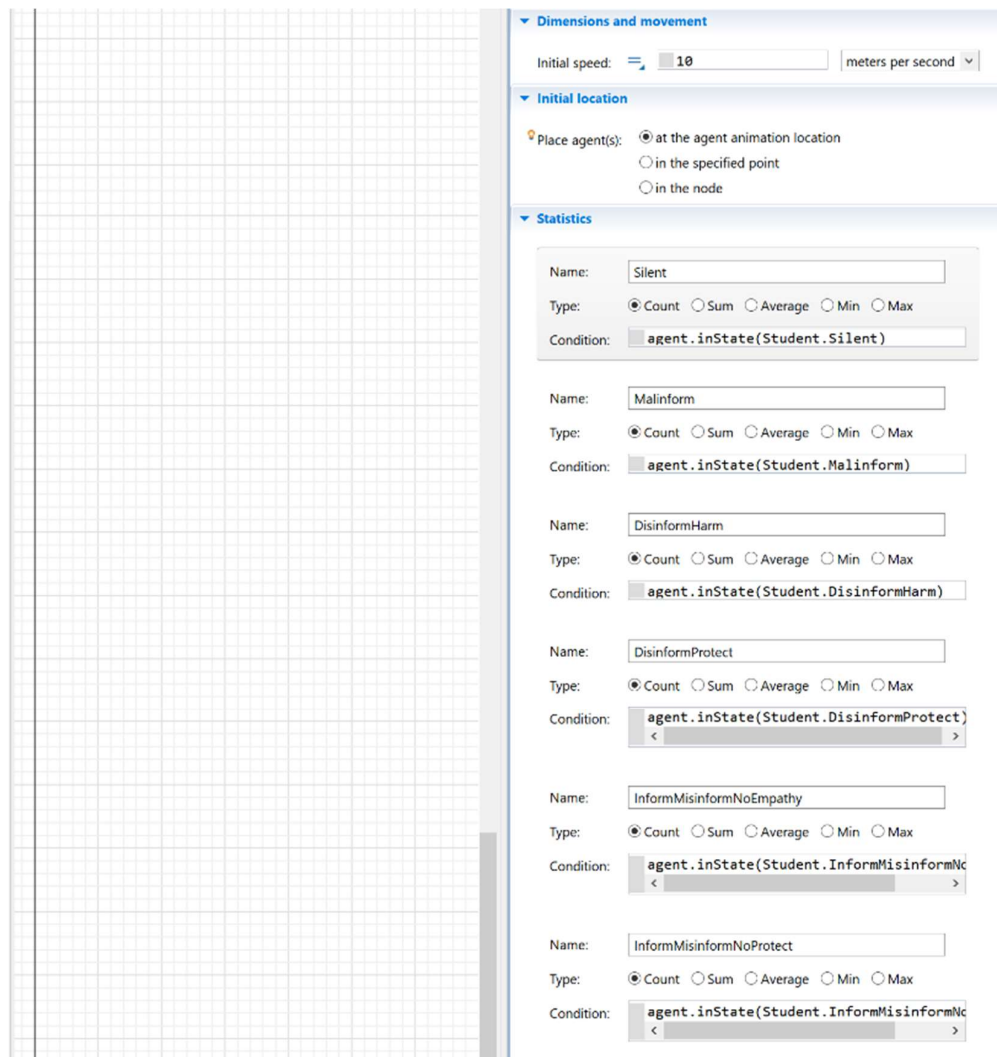 Dimensions and movement
Initial speed: 10 meters per second
Initial location
Place agent(s): at the agent animation location
in the specified point
in the node
Statistics
Name: Silent
Type: Count Sum Average Min Max
Condition: agent.inState(Student.Silent)
Name: Malinform
Type: Count Sum Average Min Max
Condition: agent.inState(Student.Malinform)
Name: DisinformHarm
Type: Count Sum Average Min Max
Condition: agent.inState(Student.DisinformHarm)
Name: DisinformProtect
Type: Count Sum Average Min Max
Condition: agent.inState(Student.DisinformProtect)
Name: InformMisinformNoEmpathy
Type: Count Sum Average Min Max
Condition: agent.inState(Student.InformMisinformNo
Name: InformMisinformNoProtect
Type: Count Sum Average Min Max
Condition: agent.inState(Student.InformMisinformNo